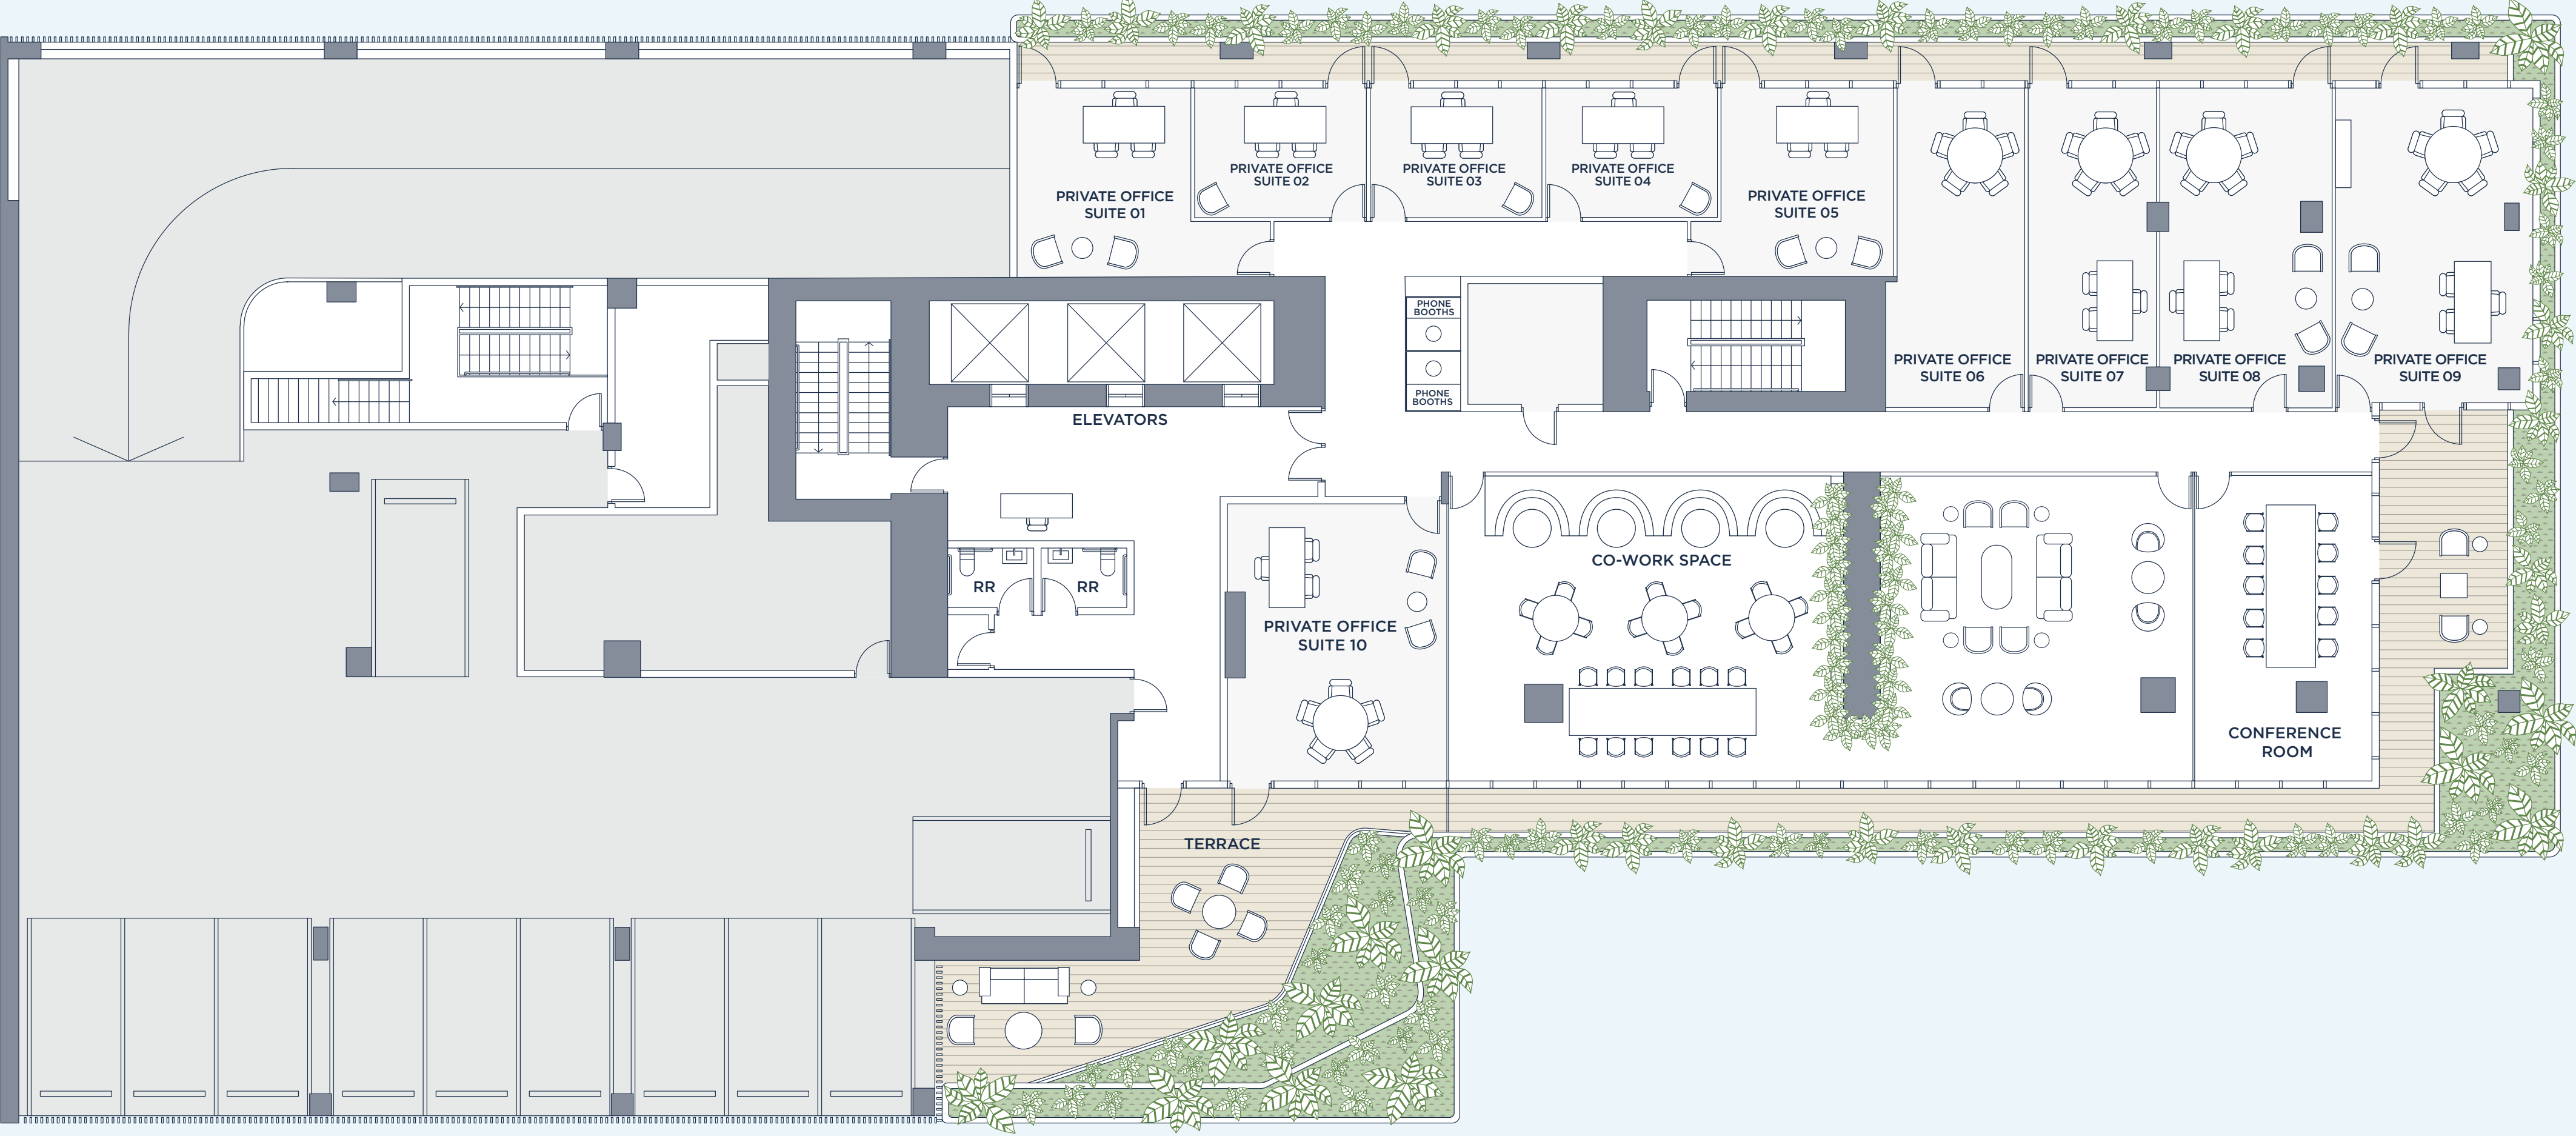 PRIVATE OFFICE
SUITE 01
PRIVATE OFFICE
SUITE 02
PRIVATE OFFICE
SUITE 03
PRIVATE OFFICE
SUITE 04
PRIVATE OFFICE
SUITE 05
PHONE
BOOTHS
PHONE
BOOTHS
PRIVATE OFFICE
SUITE 06
PRIVATE OFFICE
SUITE 07
PRIVATE OFFICE
SUITE 08
PRIVATE OFFICE
SUITE 09
ELEVATORS
RR
RR
PRIVATE OFFICE
SUITE 10
CO-WORK SPACE
CONFERENCE
ROOM
TERRACE